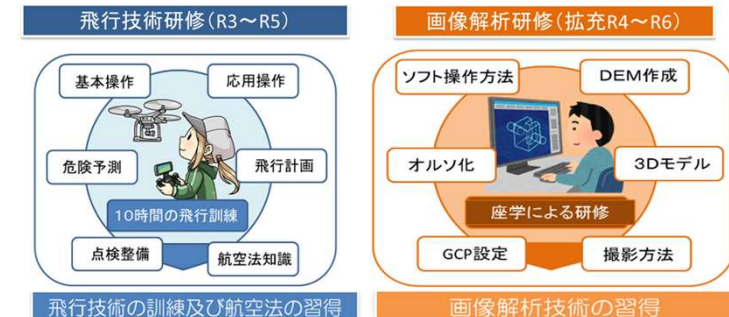 飛行技術研修(R3～R5)
基本操作
応用操作
危険予測
飛行計画
10時間の飛行訓練
点検整備
航空法知識
飛行技術の訓練及び航空法の習得
画像解析研修(拡充R4～R6)
ソフト操作方法
DEM作成
オルソ化
3Dモデル
座学による研修
GCP設定
撮影方法
画像解析技術の習得